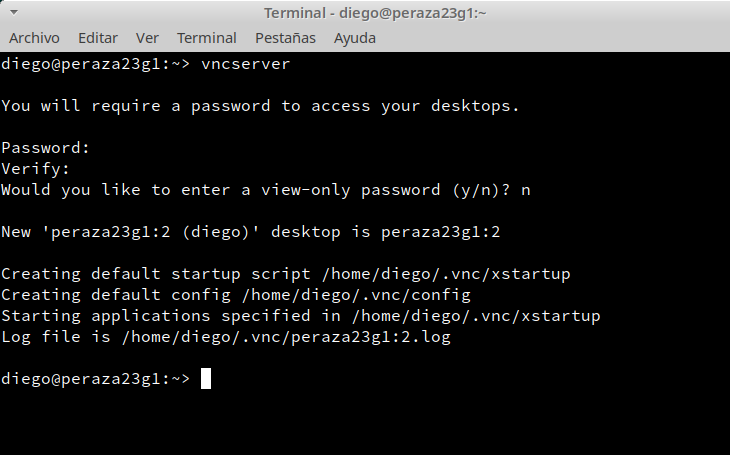 Terminal - diego@peraza23g1:~
Archivo Editar Ver Terminal Pestañas Ayuda
diego@peraza23g1:~> vncserver
You will require a password to access your desktops.
Password:
Verify:
Would you like to enter a view-only password (y/n)? n
New 'peraza23g1:2 (diego)' desktop is peraza23g1:2
Creating default startup script /home/diego/.vnc/xstartup
Creating default config /home/diego/.vnc/config
Starting applications specified in /home/diego/.vnc/xstartup
Log file is /home/diego/.vnc/peraza23g1:2.log
diego@peraza23g1:~>